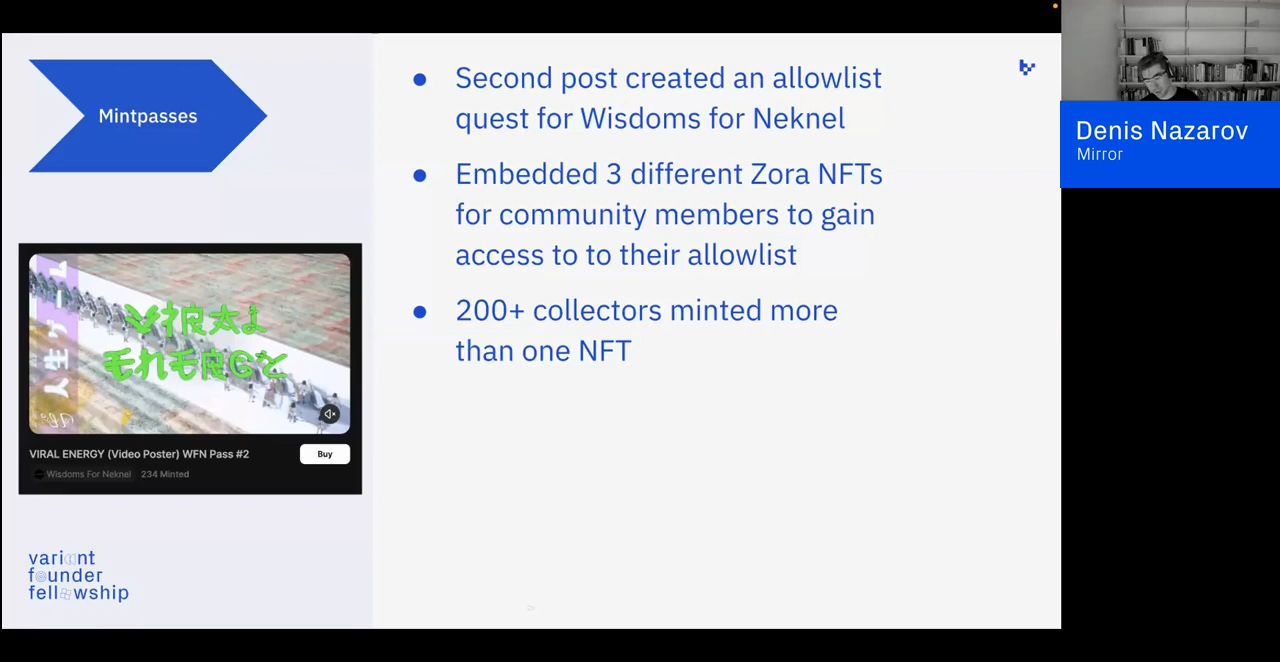 Mintpasses
Second post created an allowlist
quest for Wisdoms for Neknel
Embedded 3 different Zora NFTs
for community members to gain
access to to their allowlist
200+ collectors minted more
than one NFT
VIRAL ENERGY (Video Poster) WFN Pass #2
Buy
Wisdoms For Neknel
234 Minted
variant
founder
fellowship
Denis Nazarov
Mirror